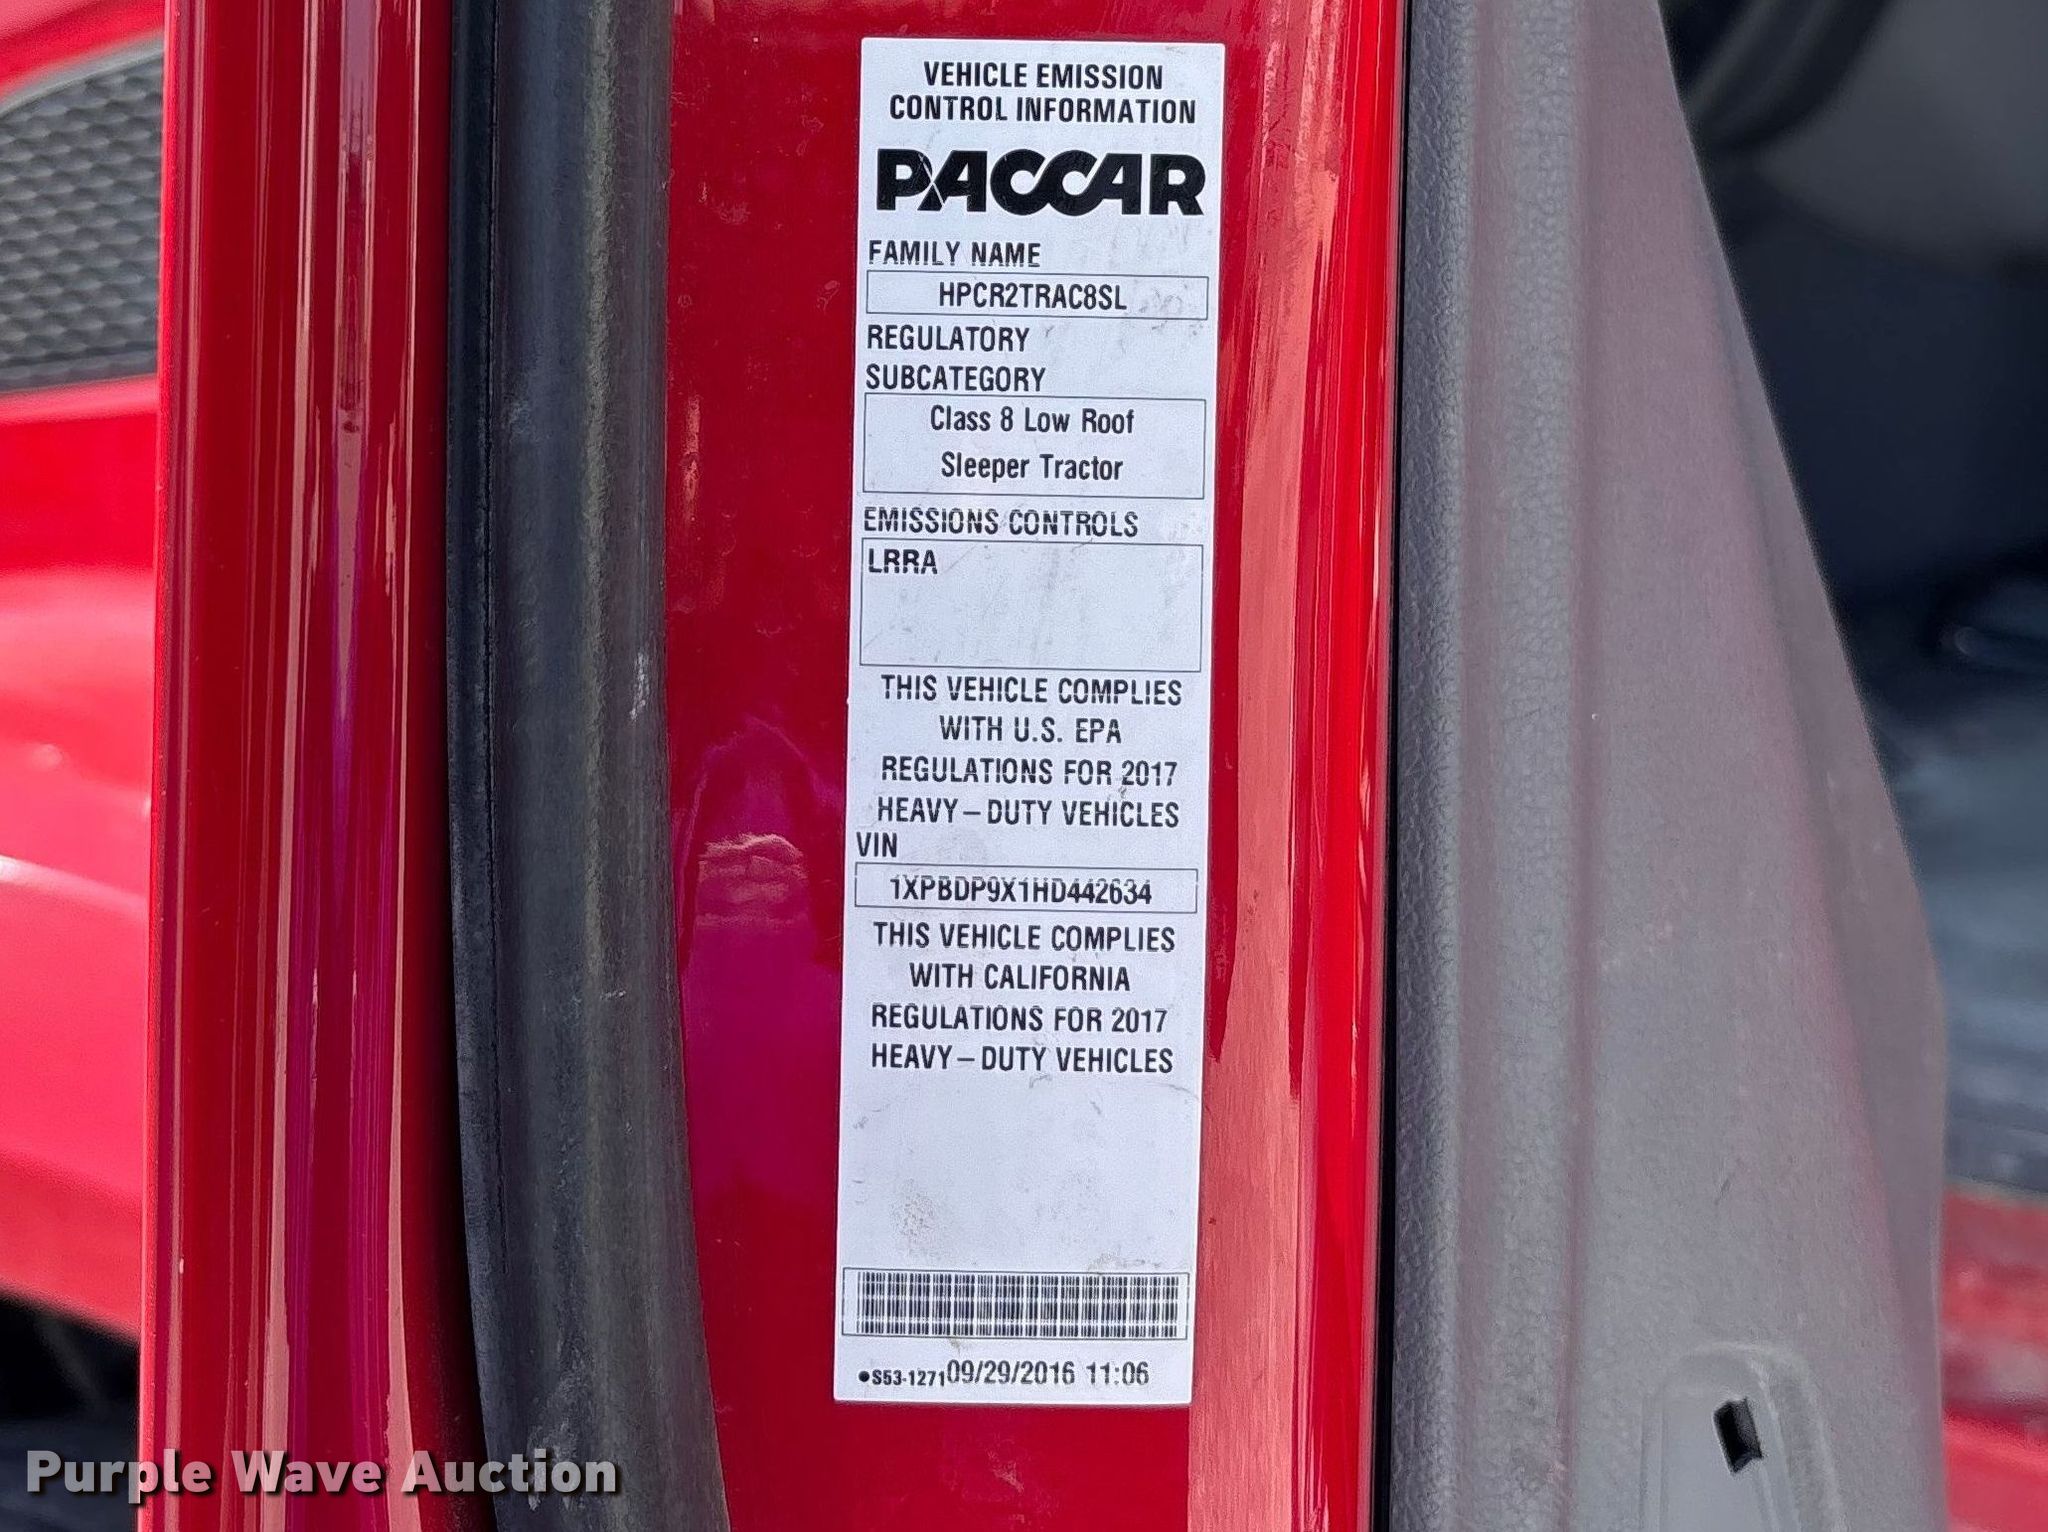 VEHICLE EMISSION
CONTROL INFORMATION
PACCAR
FAMILY NAME
HPCR2TRAC8SL
REGULATORY
SUBCATEGORY
Class 8 Low Roof
Sleeper Tractor
EMISSIONS CONTROLS
LRRA
THIS VEHICLE COMPLIES
WITH U.S. EPA
REGULATIONS FOR 2017
HEAVY–DUTY VEHICLES
VIN
1XPBDP9X1HD442634
THIS VEHICLE COMPLIES
WITH CALIFORNIA
REGULATIONS FOR 2017
HEAVY–DUTY VEHICLES
●S53-1271 09/29/2016 11:06
Purple Wave Auction